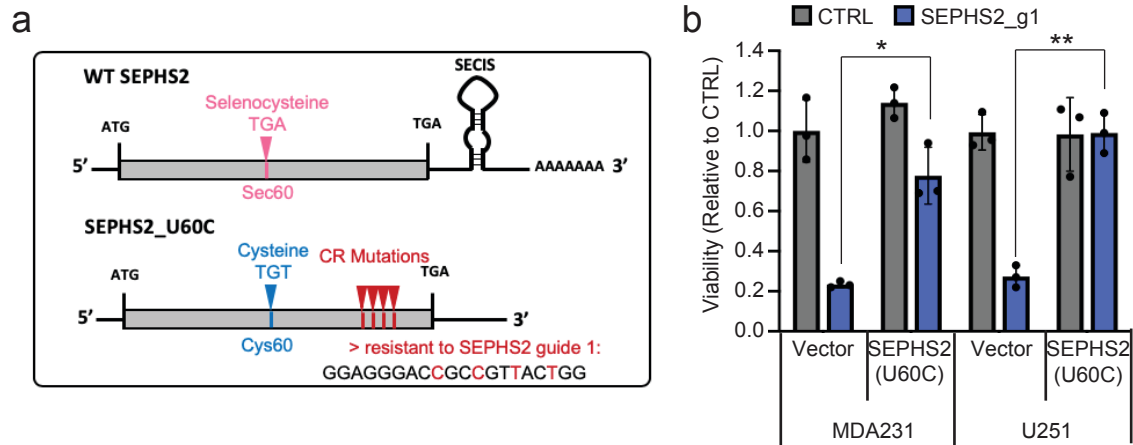 a
WT SEPHS2
SECIS
Selenocysteine
TGA
ATG
TGA
5’
AAAAAAA 3’
Sec60
SEPHS2_U60C
Cysteine
TGT
CR Mutations
ATG
TGA
5’
3’
Cys60
> resistant to SEPHS2 guide 1:
GGAGGGACCGCCGTTACTGG
b
CTRL
SEPHS2_g1
Viability (Relative to CTRL)
1.4
1.2
1.0
0.8
0.6
0.4
0.2
0.0
*
**
Vector
SEPHS2
(U60C)
Vector
SEPHS2
(U60C)
MDA231
U251